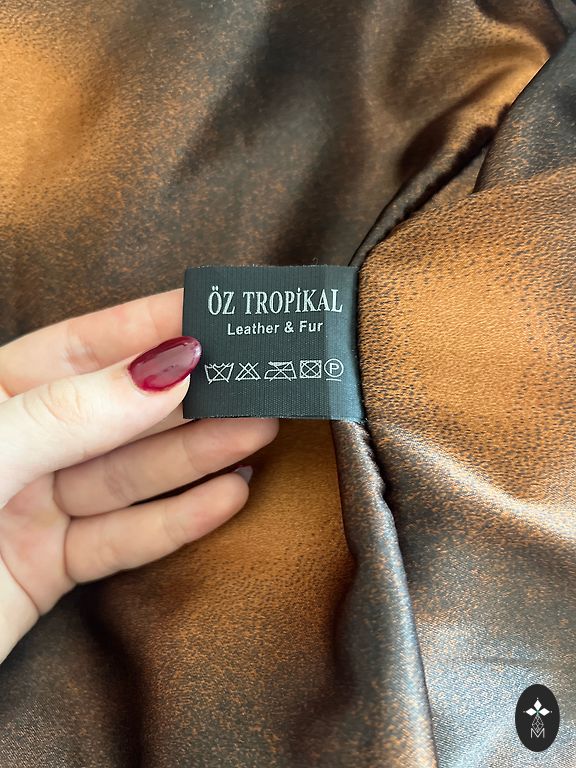 ÖZ TROPİKAL
Leather & Fur
P
M